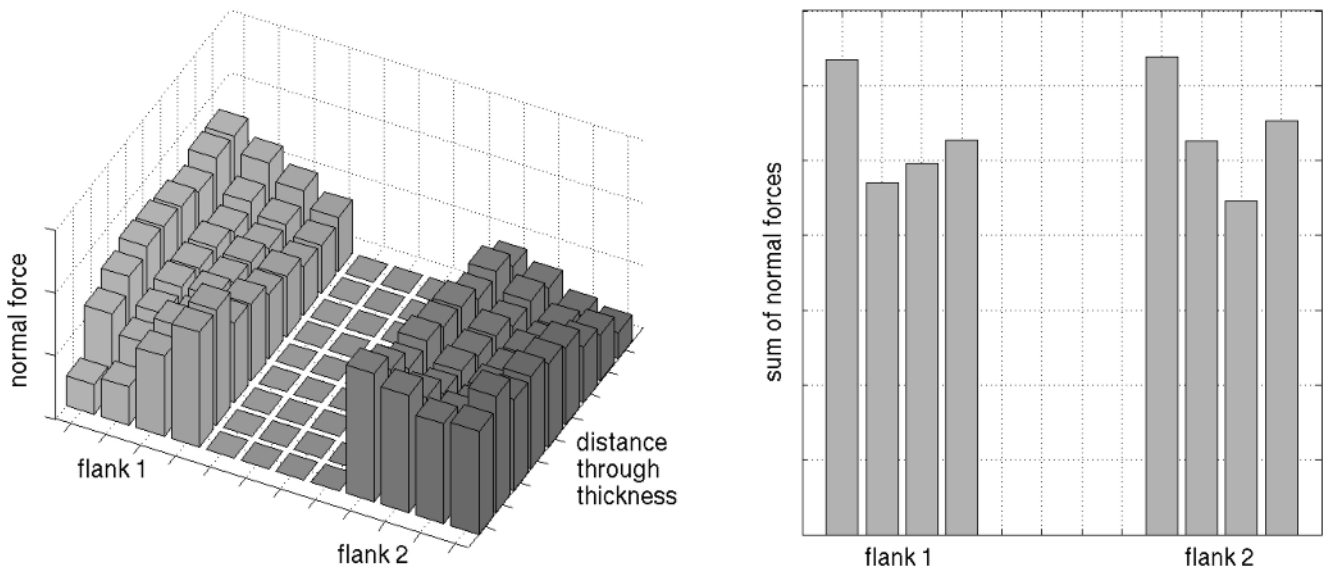 normal force
flank 1
flank 2
distance
through
thickness
sum of normal forces
flank 1
flank 2